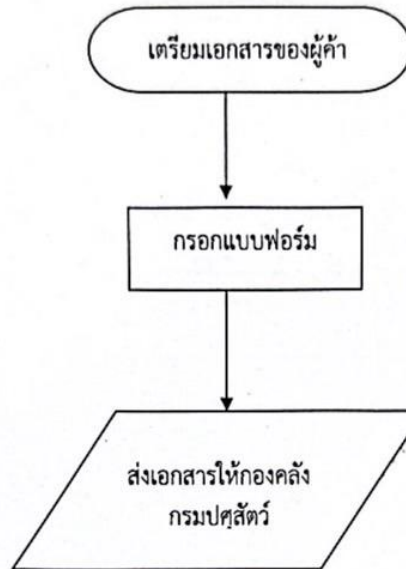 เตรียมเอกสารของผู้ค้า
กรอกแบบฟอร์ม
ส่งเอกสารให้กองคลัง
กรมปศุสัตว์